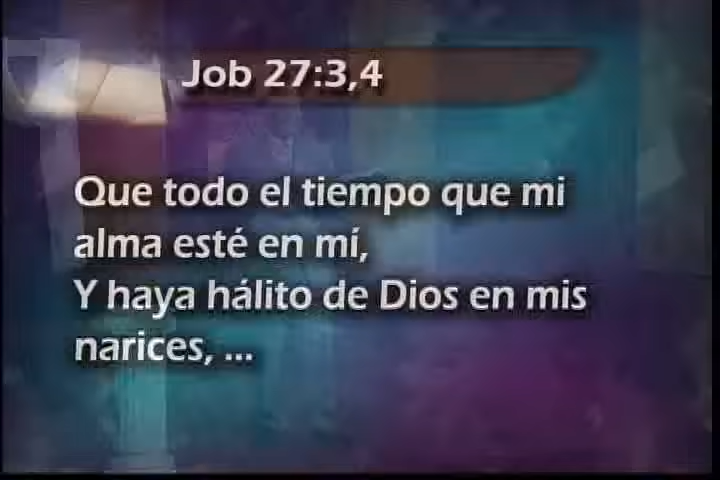 Job 27:3,4
Que todo el tiempo que mi
alma esté en mí,
Y haya hálito de Dios en mis
narices, ...